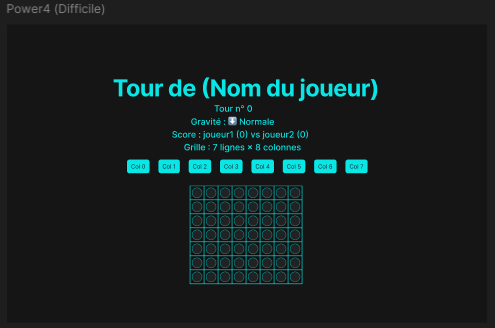 Power4 (Difficile)
Tour de (Nom du joueur)
Tour n° 0
Gravité : ⬇️ Normale
Score : joueur1 (0) vs joueur2 (0)
Grille : 7 lignes × 8 colonnes
Col 0 Col 1 Col 2 Col 3 Col 4 Col 5 Col 6 Col 7